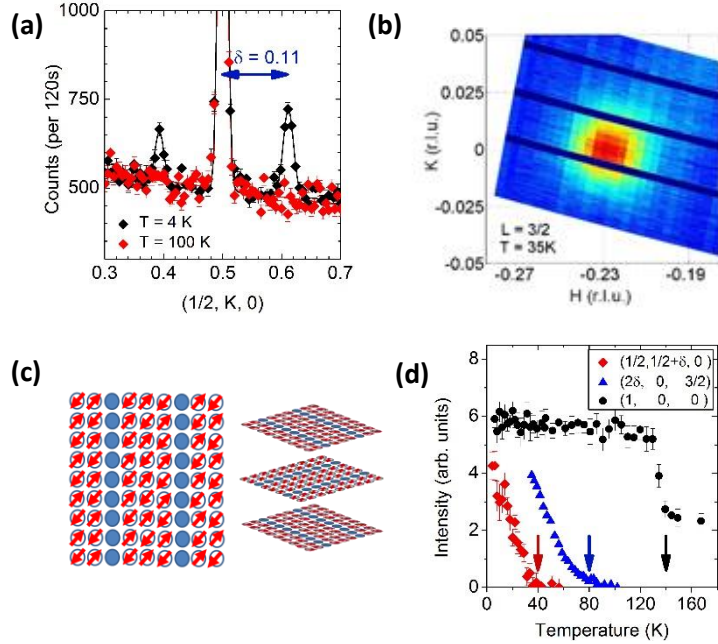 (a)
1000
750
500
Counts (per 120s)
δ = 0.11
T = 4 K
T = 100 K
0.3 0.4 0.5 0.6 0.7
(1/2, K, 0)
(b)
0.05
0.025
0
-0.025
-0.05
K (r.l.u.)
L = 3/2
T = 35K
-0.27 -0.23 -0.19
H (r.l.u.)
(c)
(d)
8
6
4
2
0
Intensity (arb. units)
(1/2,1/2+δ, 0 )
(2δ, 0, 3/2)
(1, 0, 0 )
0 40 80 120 160
Temperature (K)